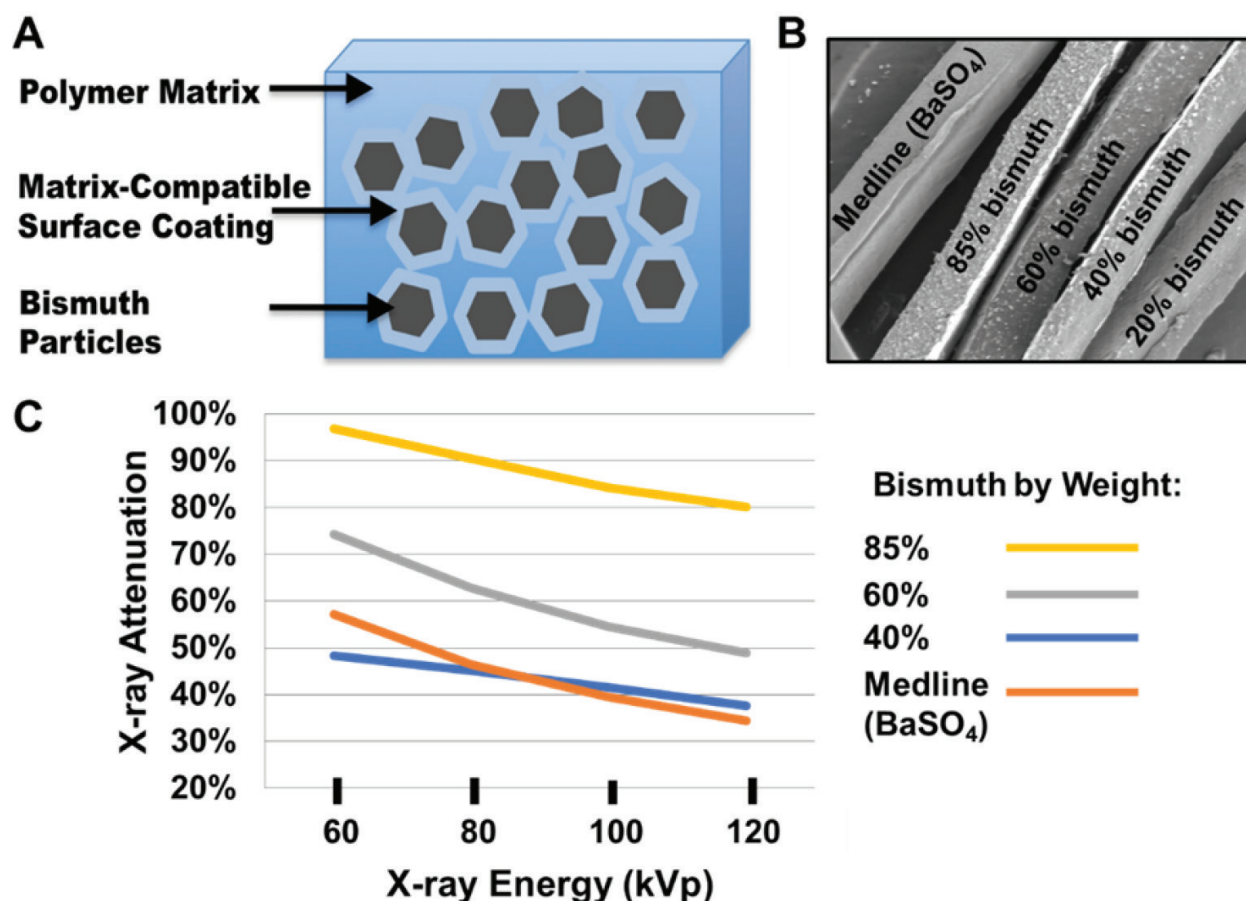 A
Polymer Matrix
Matrix-Compatible
Surface Coating
Bismuth
Particles
B
Medline (BaSO₄)
85% bismuth
60% bismuth
40% bismuth
20% bismuth
C
100%
90%
80%
70%
60%
50%
40%
30%
20%
X-ray Attenuation
60 80 100 120
X-ray Energy (kVp)
Bismuth by Weight:
85%
60%
40%
Medline
(BaSO₄)